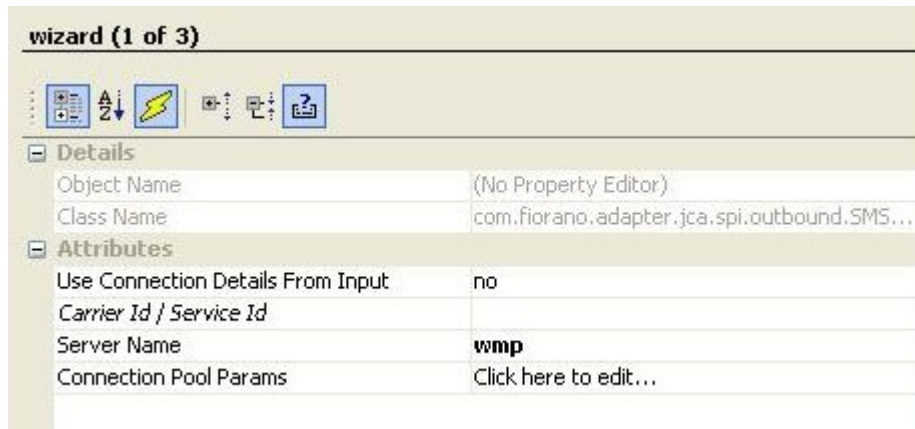 wizard (1 of 3)
Details
Object Name (No Property Editor)
Class Name com.fiorano.adapter.jca.spi.outbound.SMS...
Attributes
Use Connection Details From Input no
Carrier Id / Service Id
Server Name wmp
Connection Pool Params Click here to edit...